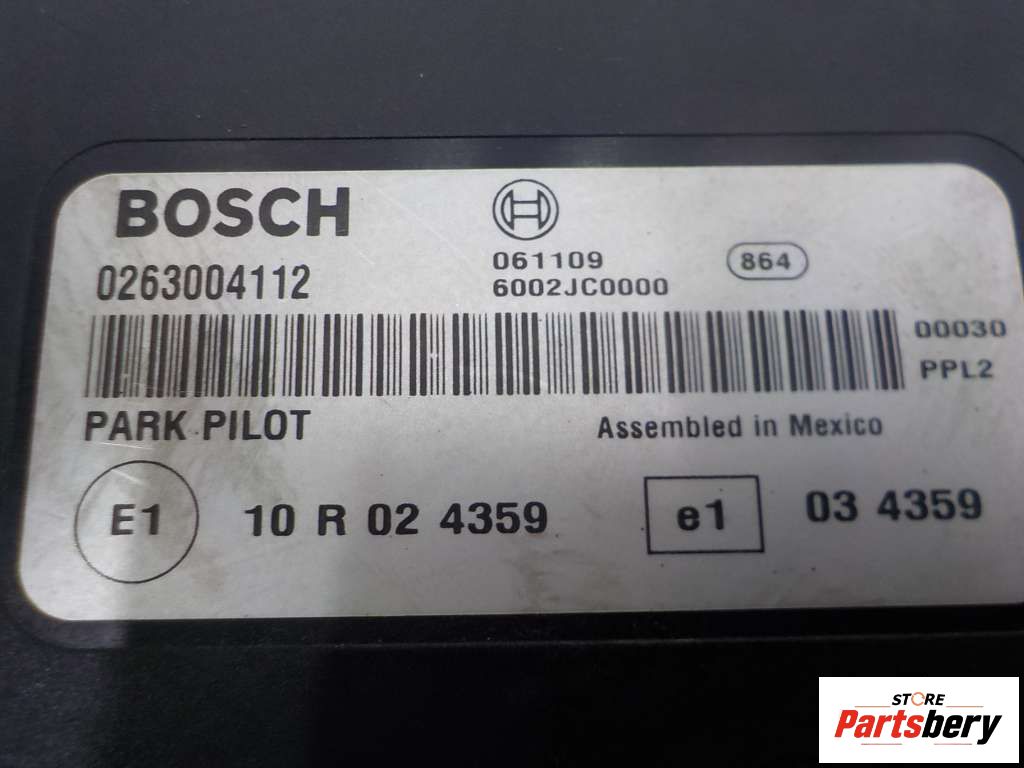 BOSCH
0263004112
061109
6002JC0000
864
00030
PPL2
PARK PILOT
Assembled in Mexico
E1 10 R 02 4359
e1 03 4359
STORE
Partsbery